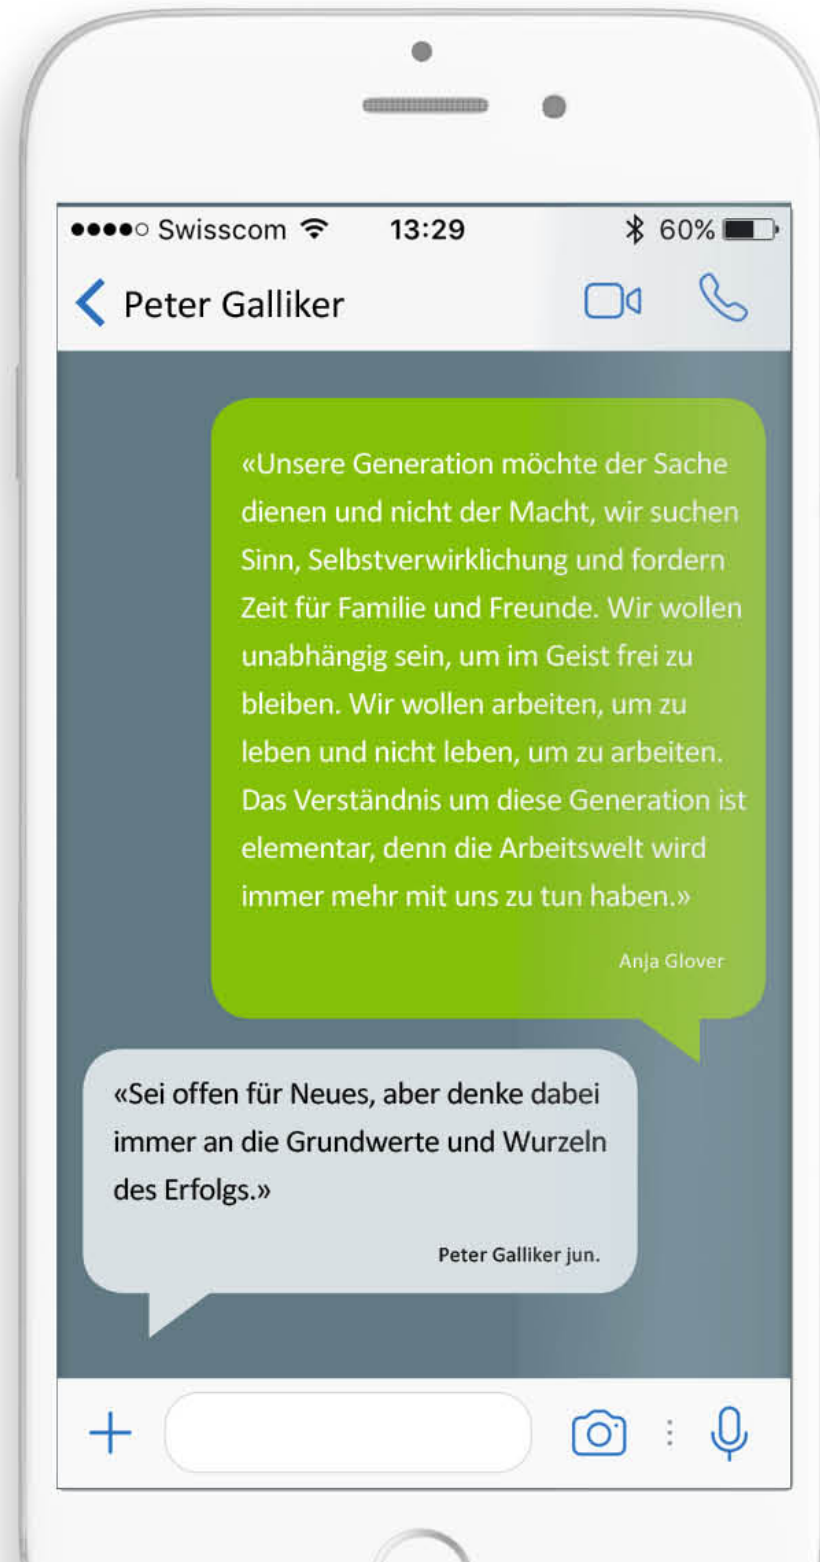 Swisscom 13:29 60%
Peter Galliker
«Unsere Generation möchte der Sache
dienen und nicht der Macht, wir suchen
Sinn, Selbstverwirklichung und fordern
Zeit für Familie und Freunde. Wir wollen
unabhängig sein, um im Geist frei zu
bleiben. Wir wollen arbeiten, um zu
leben und nicht leben, um zu arbeiten.
Das Verständnis um diese Generation ist
elementar, denn die Arbeitswelt wird
immer mehr mit uns zu tun haben.»
Anja Glover
«Sei offen für Neues, aber denke dabei
immer an die Grundwerte und Wurzeln
des Erfolgs.»
Peter Galliker jun.